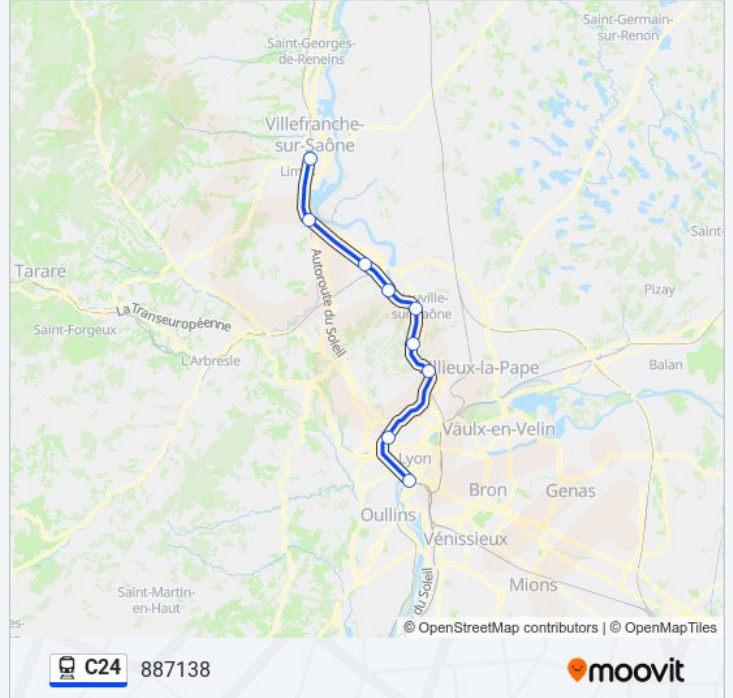 Saint-Germain-
sur-Renon
Saint-Georges-
de-Reneins
Villefranche-
sur-Saône
Lim
Saint-
Tarare
Autoroute du Soleil
Pizay
La Transeuropéenne
ville-
sur
aône
Saint-Forgeux
L'Arbresle
llieux-la-Pape
Balan
Vaulx-en-Velin
Lyon
Bron
Genas
Oullins
Vénissieux
Saint-Martin-
en-Haut
du Soleil
Mions
es-
© OpenStreetMap contributors | © OpenMapTiles
C24 887138
moovit